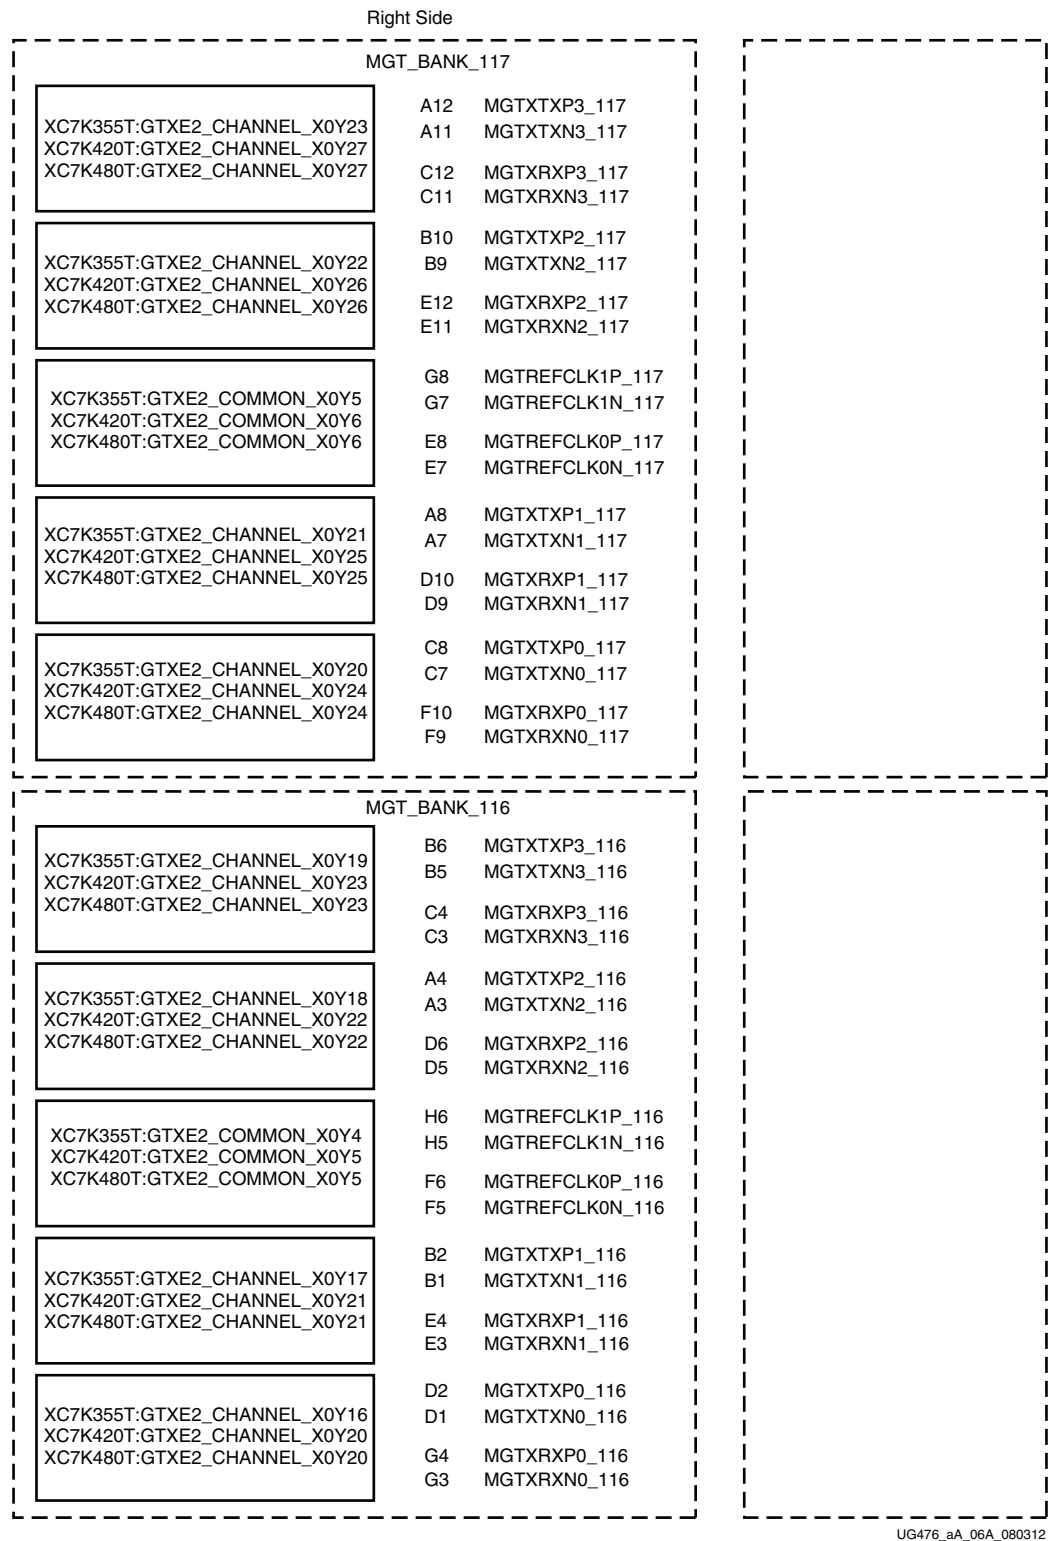 Right Side
MGT_BANK_117
XC7K355T:GTXE2_CHANNEL_X0Y23
XC7K420T:GTXE2_CHANNEL_X0Y27
XC7K480T:GTXE2_CHANNEL_X0Y27
A12 MGTXTXP3_117
A11 MGTXTXN3_117
C12 MGTXRXP3_117
C11 MGTXRXN3_117
XC7K355T:GTXE2_CHANNEL_X0Y22
XC7K420T:GTXE2_CHANNEL_X0Y26
XC7K480T:GTXE2_CHANNEL_X0Y26
B10 MGTXTXP2_117
B9 MGTXTXN2_117
E12 MGTXRXP2_117
E11 MGTXRXN2_117
XC7K355T:GTXE2_COMMON_X0Y5
XC7K420T:GTXE2_COMMON_X0Y6
XC7K480T:GTXE2_COMMON_X0Y6
G8 MGTREFCLK1P_117
G7 MGTREFCLK1N_117
E8 MGTREFCLK0P_117
E7 MGTREFCLK0N_117
XC7K355T:GTXE2_CHANNEL_X0Y21
XC7K420T:GTXE2_CHANNEL_X0Y25
XC7K480T:GTXE2_CHANNEL_X0Y25
A8 MGTXTXP1_117
A7 MGTXTXN1_117
D10 MGTXRXP1_117
D9 MGTXRXN1_117
XC7K355T:GTXE2_CHANNEL_X0Y20
XC7K420T:GTXE2_CHANNEL_X0Y24
XC7K480T:GTXE2_CHANNEL_X0Y24
C8 MGTXTXP0_117
C7 MGTXTXN0_117
F10 MGTXRXP0_117
F9 MGTXRXN0_117
MGT_BANK_116
XC7K355T:GTXE2_CHANNEL_X0Y19
XC7K420T:GTXE2_CHANNEL_X0Y23
XC7K480T:GTXE2_CHANNEL_X0Y23
B6 MGTXTXP3_116
B5 MGTXTXN3_116
C4 MGTXRXP3_116
C3 MGTXRXN3_116
XC7K355T:GTXE2_CHANNEL_X0Y18
XC7K420T:GTXE2_CHANNEL_X0Y22
XC7K480T:GTXE2_CHANNEL_X0Y22
A4 MGTXTXP2_116
A3 MGTXTXN2_116
D6 MGTXRXP2_116
D5 MGTXRXN2_116
XC7K355T:GTXE2_COMMON_X0Y4
XC7K420T:GTXE2_COMMON_X0Y5
XC7K480T:GTXE2_COMMON_X0Y5
H6 MGTREFCLK1P_116
H5 MGTREFCLK1N_116
F6 MGTREFCLK0P_116
F5 MGTREFCLK0N_116
XC7K355T:GTXE2_CHANNEL_X0Y17
XC7K420T:GTXE2_CHANNEL_X0Y21
XC7K480T:GTXE2_CHANNEL_X0Y21
B2 MGTXTXP1_116
B1 MGTXTXN1_116
E4 MGTXRXP1_116
E3 MGTXRXN1_116
XC7K355T:GTXE2_CHANNEL_X0Y16
XC7K420T:GTXE2_CHANNEL_X0Y20
XC7K480T:GTXE2_CHANNEL_X0Y20
D2 MGTXTXP0_116
D1 MGTXTXN0_116
G4 MGTXRXP0_116
G3 MGTXRXN0_116
UG476_aA_06A_080312